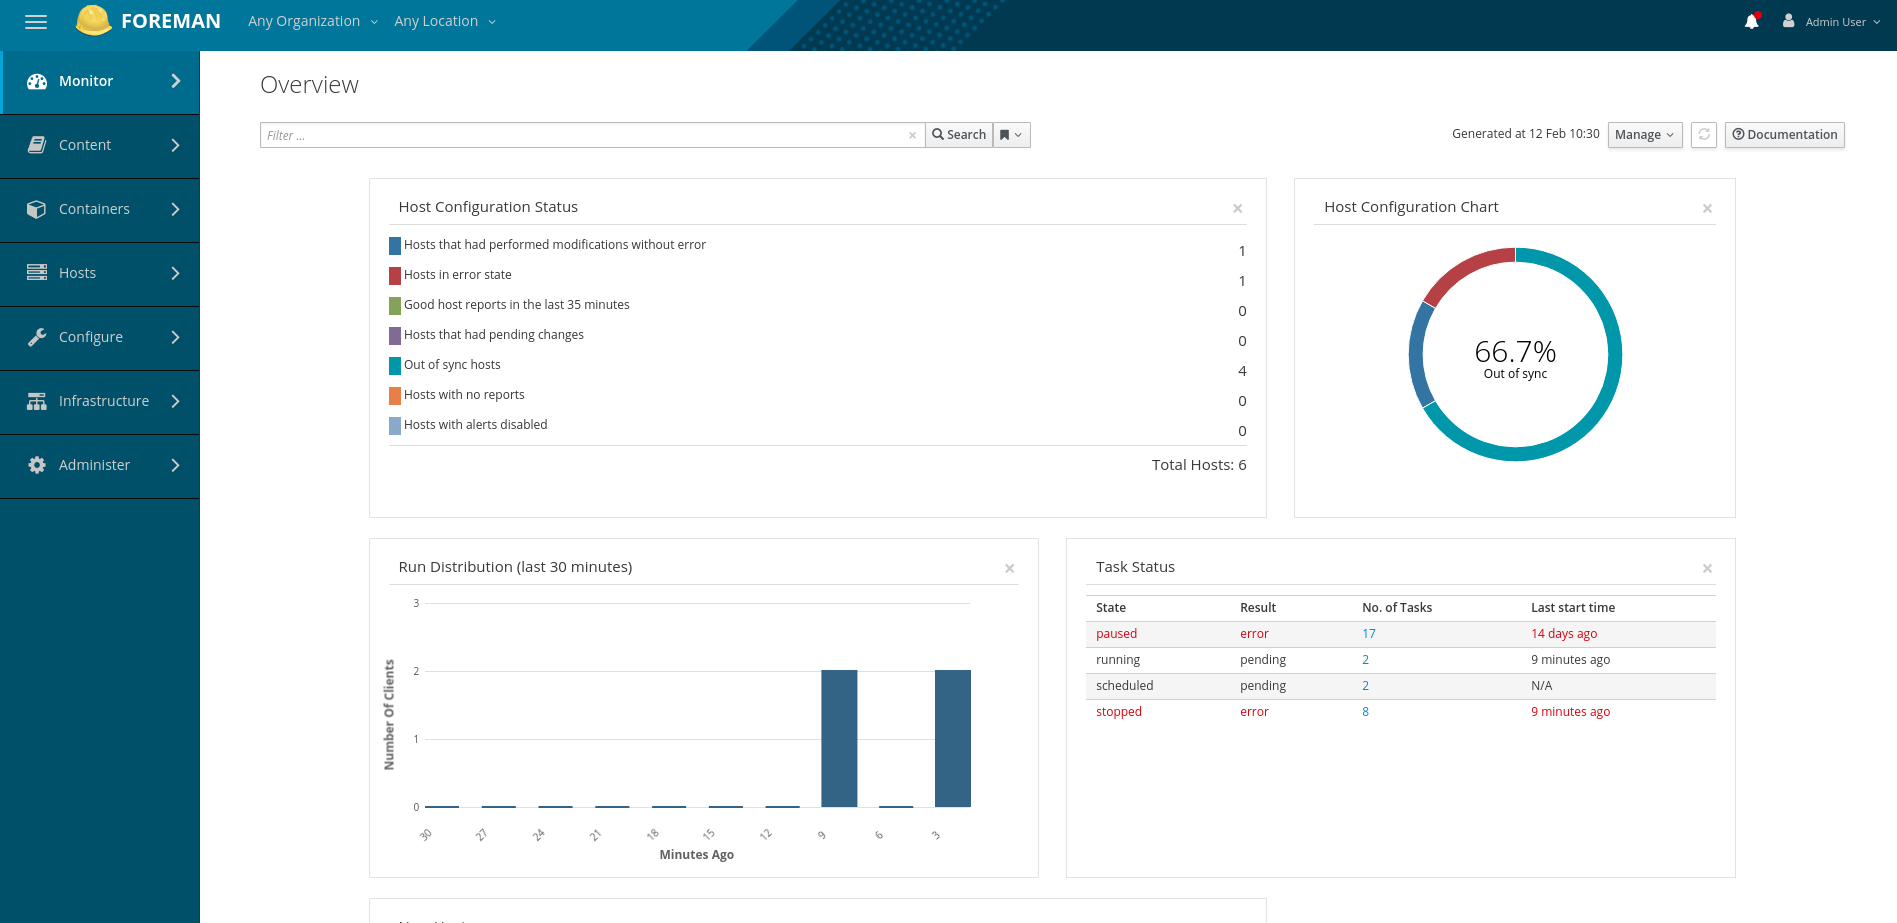 FOREMAN Any Organization Any Location Admin User
Monitor
Content
Containers
Hosts
Configure
Infrastructure
Administer
Overview
Filter ... × Search Generated at 12 Feb 10:30 Manage Documentation
Host Configuration Status ×
Hosts that had performed modifications without error 1
Hosts in error state 1
Good host reports in the last 35 minutes 0
Hosts that had pending changes 0
Out of sync hosts 4
Hosts with no reports 0
Hosts with alerts disabled 0
Total Hosts: 6
Host Configuration Chart ×
66.7%
Out of sync
Run Distribution (last 30 minutes) ×
Number Of Clients
3
2
1
0
30 27 24 21 18 15 12 9 6 3
Minutes Ago
Task Status ×
State Result No. of Tasks Last start time
paused error 17 14 days ago
running pending 2 9 minutes ago
scheduled pending 2 N/A
stopped error 8 9 minutes ago